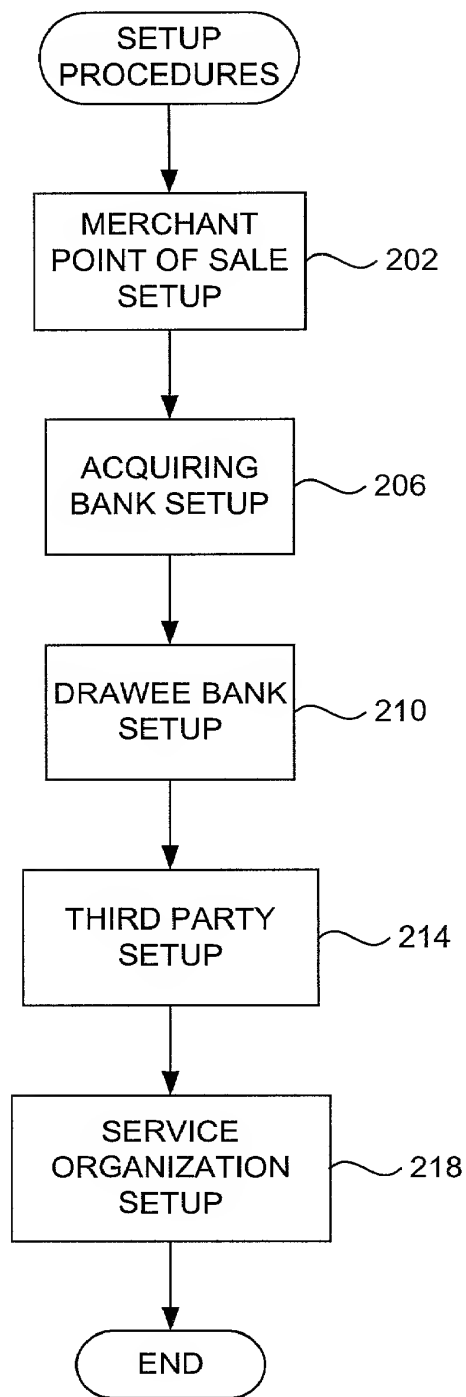 SETUP
PROCEDURES
MERCHANT
POINT OF SALE
SETUP
202
ACQUIRING
BANK SETUP
206
DRAWEE BANK
SETUP
210
THIRD PARTY
SETUP
214
SERVICE
ORGANIZATION
SETUP
218
END